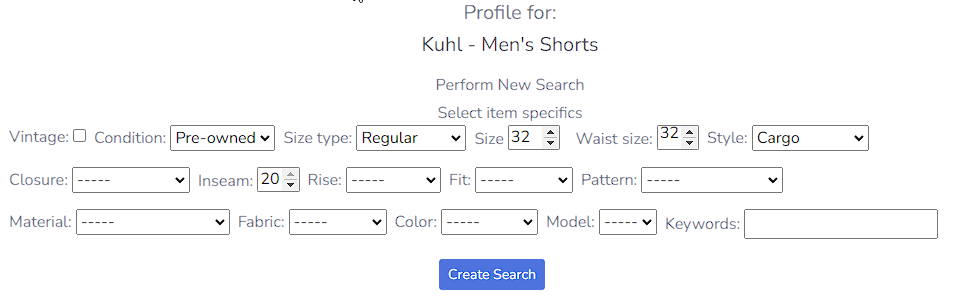 Profile for:
Kuhl - Men's Shorts
Perform New Search
Select item specifics
Vintage: Condition: Pre-owned Size type: Regular Size 32 Waist size: 32 Style: Cargo
Closure: ----- Inseam: 20 Rise: ----- Fit: ----- Pattern: -----
Material: ----- Fabric: ----- Color: ----- Model: ----- Keywords:
Create Search